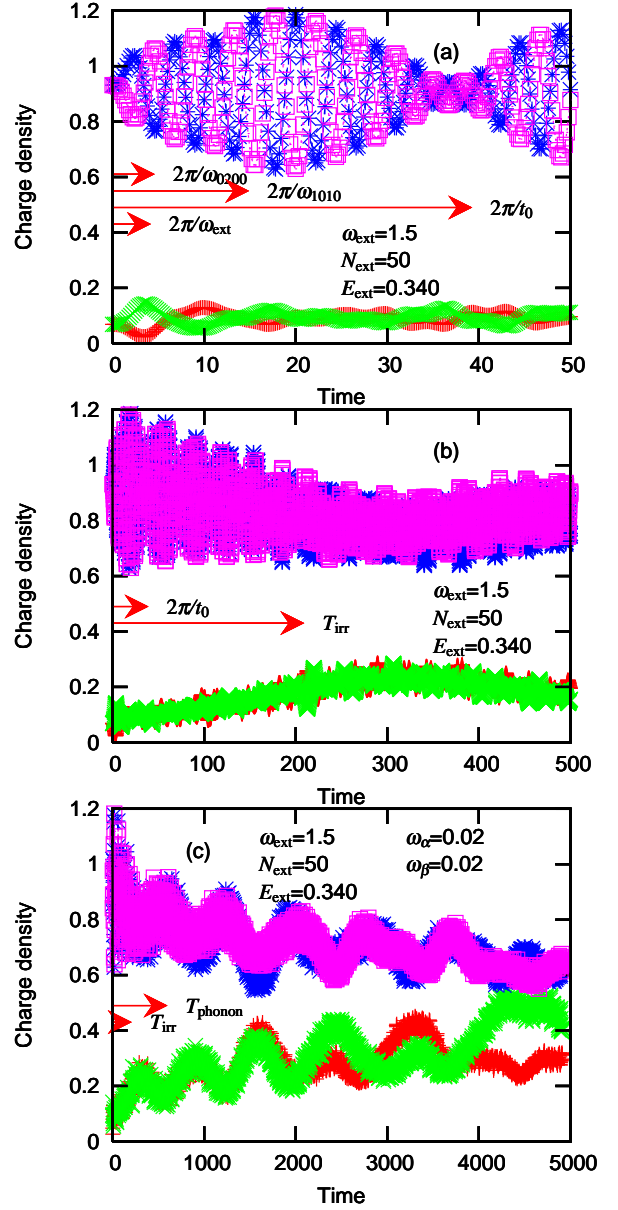 1.2
(a)
1
0.8
0.6
2π/ω0200
2π/ω1010
2π/t0
0.4
2π/ωext
ωext=1.5
Next=50
0.2
Eext=0.340
0
0 10 20 30 40 50
Charge density
Time
1.2
(b)
1
0.8
0.6
2π/t0
ωext=1.5
0.4
Tirr
Next=50
Eext=0.340
0.2
0
0 100 200 300 400 500
Charge density
Time
1.2
(c)
ωext=1.5 ωα=0.02
1
Next=50 ωβ=0.02
Eext=0.340
0.8
0.6
Tphonon
0.4
Tirr
0.2
0
0 1000 2000 3000 4000 5000
Charge density
Time